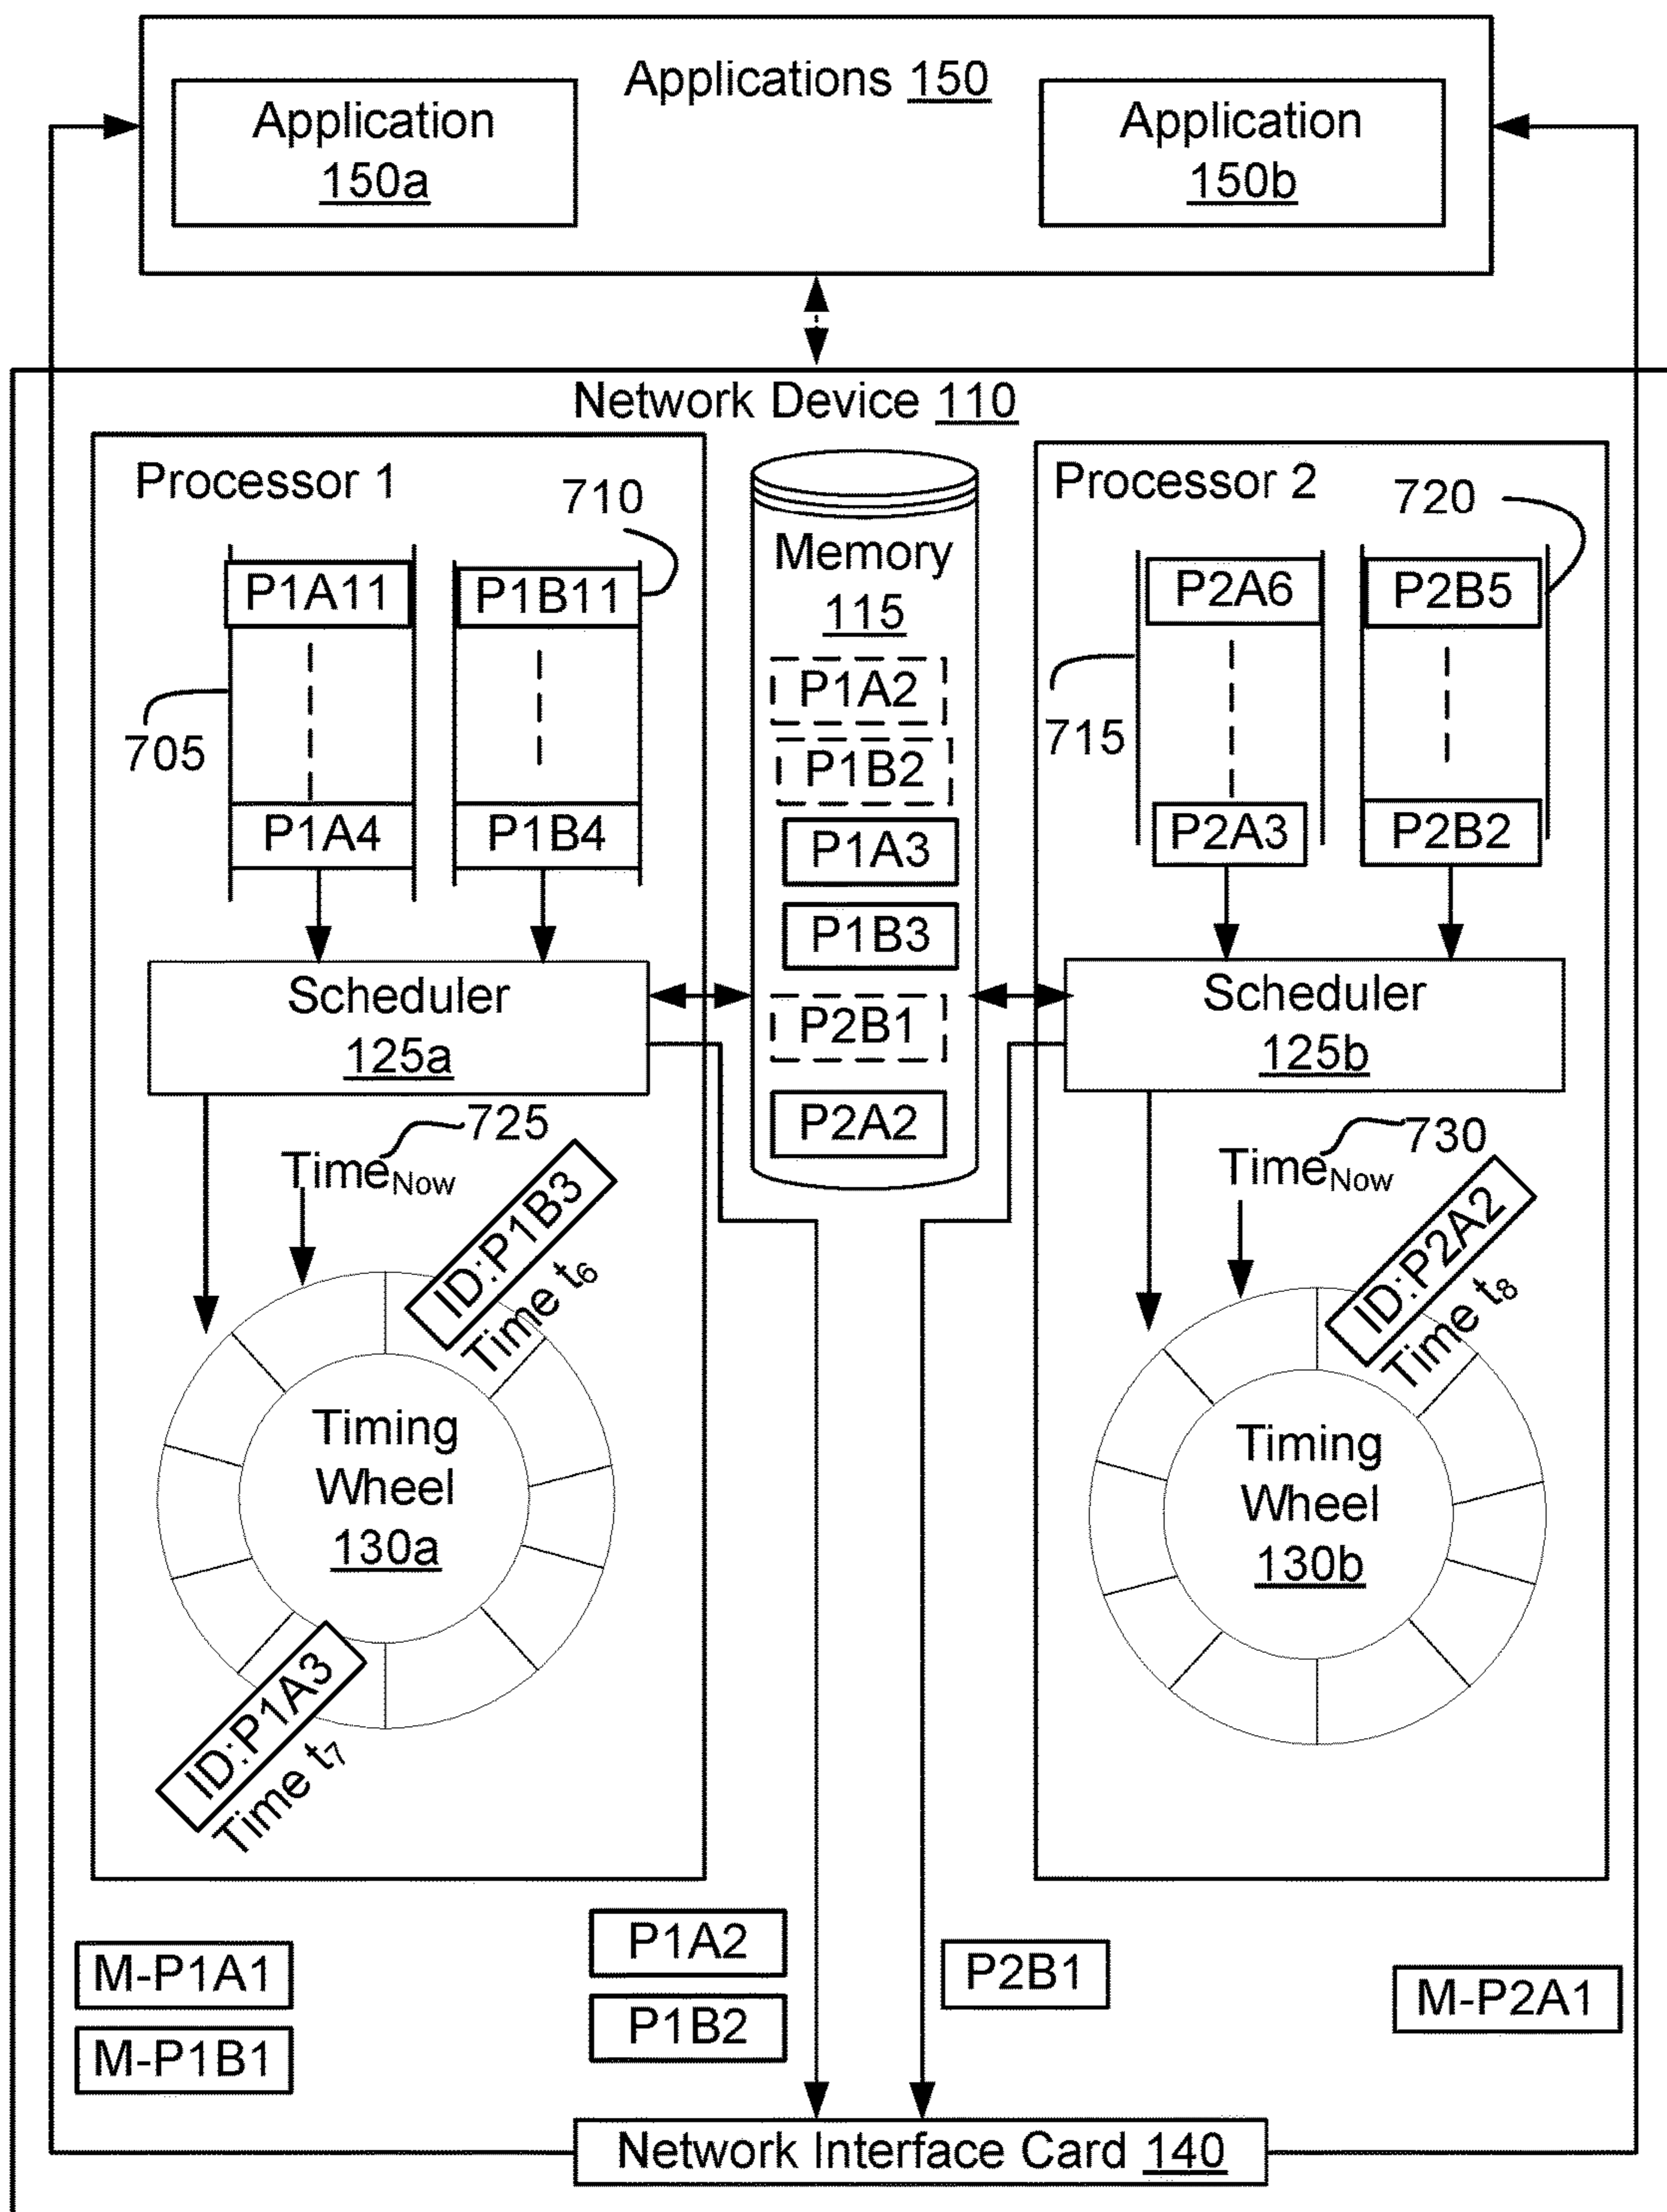 Applications 150
Application
150a
Application
150b
Network Device 110
Processor 1
710
P1A11
P1B11
705
P1A4
P1B4
Scheduler
125a
725
TimeNow
ID:P1B3
Time t6
Timing
Wheel
130a
ID:P1A3
Time t7
Memory
115
P1A2
P1B2
P1A3
P1B3
P2B1
P2A2
Processor 2
720
P2A6
P2B5
715
P2A3
P2B2
Scheduler
125b
730
TimeNow
ID:P2A2
Time t8
Timing
Wheel
130b
M-P1A1
M-P1B1
P1A2
P1B2
P2B1
M-P2A1
Network Interface Card 140